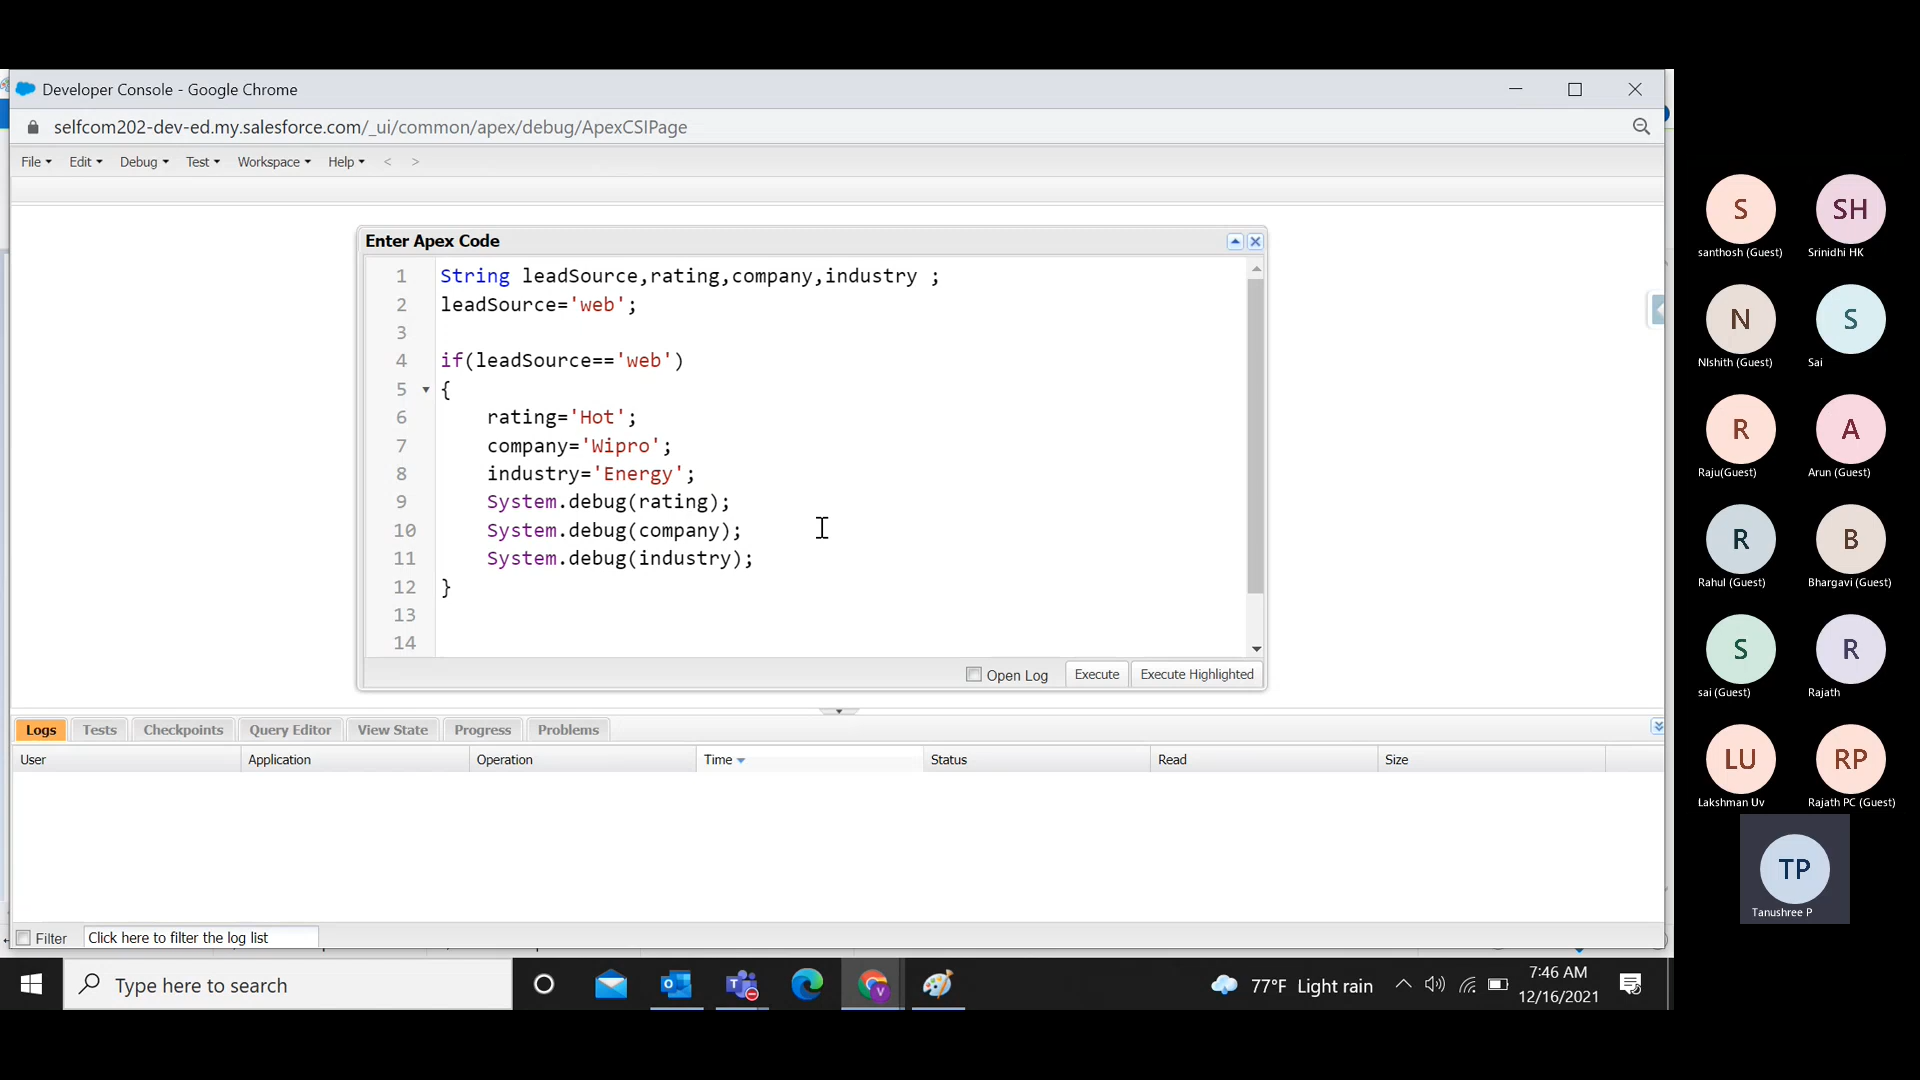 Developer Console - Google Chrome
selfcom202-dev-ed.my.salesforce.com/_ui/common/apex/debug/ApexCSIPage
File Edit Debug Test Workspace Help < >
Enter Apex Code
1 String leadSource,rating,company,industry ;
2 leadSource='web';
3
4 if(leadSource=='web')
5 {
6 rating='Hot';
7 company='Wipro';
8 industry='Energy';
9 System.debug(rating);
10 System.debug(company);
11 System.debug(industry);
12 }
13
14
Open Log Execute Execute Highlighted
Logs Tests Checkpoints Query Editor View State Progress Problems
User Application Operation Time Status Read Size
Filter Click here to filter the log list
Type here to search
77°F Light rain
7:46 AM
12/16/2021
S SH
santhosh (Guest) Srinidhi HK
N S
NIshith (Guest) Sai
R A
Raju(Guest) Arun (Guest)
R B
Rahul (Guest) Bhargavi (Guest)
S R
sai (Guest) Rajath
LU RP
Lakshman Uv Rajath PC (Guest)
TP
Tanushree P